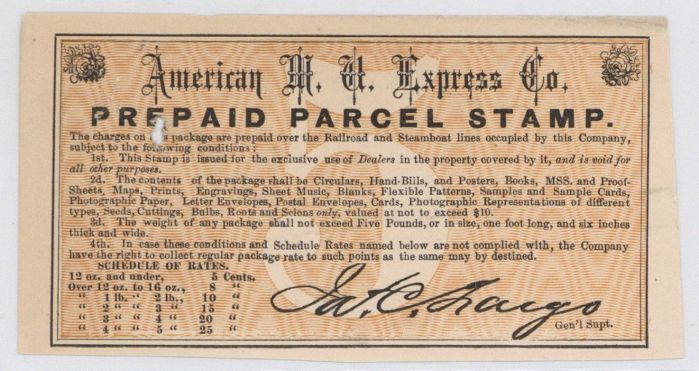 American M. U. Express Co.
PREPAID PARCEL STAMP.
The charges on package are prepaid over the Railroad and Steamboat lines occupied by this Company,
subject to the following conditions:
1st. This Stamp is issued for the exclusive use of Dealers in the property covered by it, and is void for
all other purposes.
2d. The contents of the package shall be Circulars, Hand-Bills, and Posters, Books, MSS. and Proof-
Sheets, Maps, Prints, Engravings, Sheet Music, Blanks, Flexible Patterns, Samples and Sample Cards,
Photographic Paper, Letter Envelopes, Postal Envelopes, Cards, Photographic Representations of different
types, Seeds, Cuttings, Bulbs, Roots and Scions only, valued at not to exceed $10.
3d. The weight of any package shall not exceed Five Pounds, or in size, one foot long, and six inches
thick and wide.
4th. In case these conditions and Schedule Rates named below are not complied with, the Company
have the right to collect regular package rate to such points as the same may by destined.
SCHEDULE OF RATES.
12 oz. and under, 5 Cents.
Over 12 oz. to 16 oz., 8 "
" 1 lb. " 2 lb., 10 "
" 2 " " 3 " 15 "
" 3 " " 4 " 20 "
" 4 " " 5 " 25 "
Jas. C. Fargo
Gen'l Supt.
5